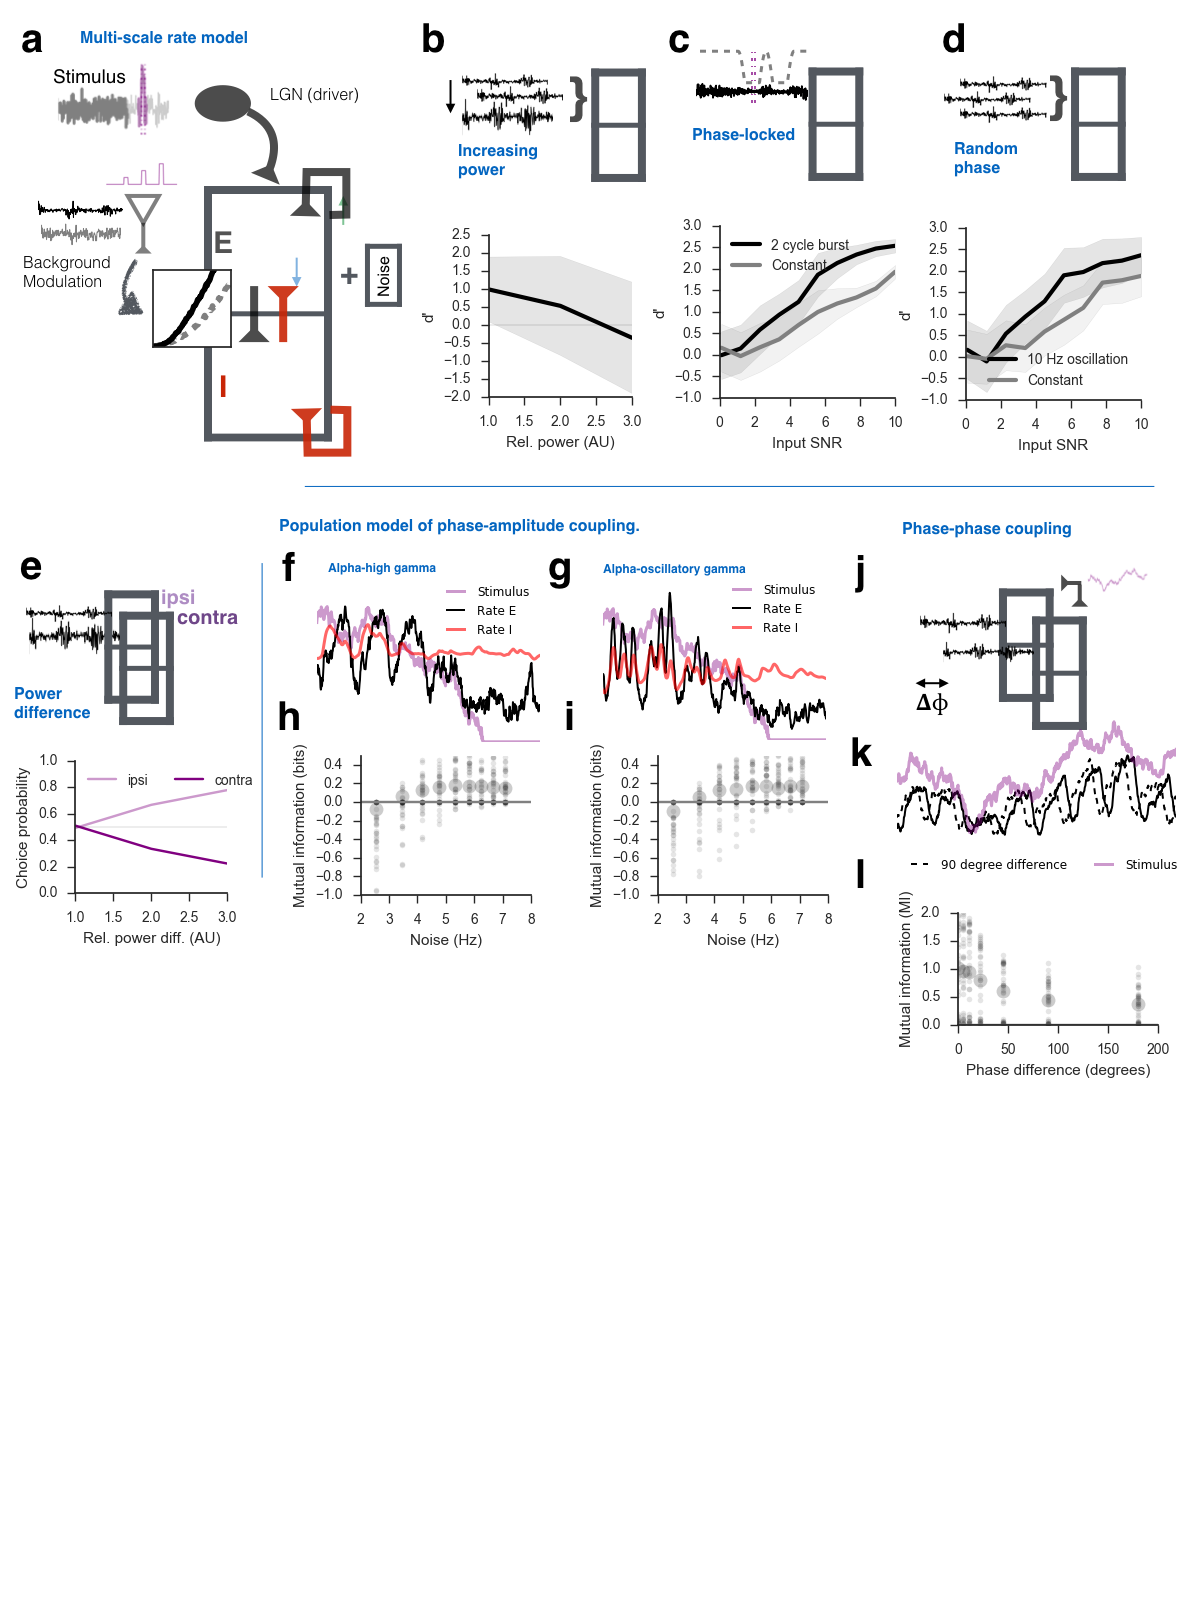 a
Multi-scale rate model
Stimulus
LGN (driver)
E
Background
Modulation
I
+
Noise
b
Increasing
power
d'
2.5
2.0
1.5
1.0
0.5
0.0
−0.5
−1.0
−1.5
−2.0
1.0 1.5 2.0 2.5 3.0
Rel. power (AU)
c
Phase-locked
d'
3.0
2.5
2.0
1.5
1.0
0.5
0.0
−0.5
−1.0
2 cycle burst
Constant
0 2 4 6 8 10
Input SNR
d
Random
phase
d'
3.0
2.5
2.0
1.5
1.0
0.5
0.0
−0.5
−1.0
10 Hz oscillation
Constant
0 2 4 6 8 10
Input SNR
e
ipsi
contra
Power
difference
Choice probability
1.0
0.8
0.6
0.4
0.2
0.0
ipsi contra
1.0 1.5 2.0 2.5 3.0
Rel. power diff. (AU)
Population model of phase-amplitude coupling.
f
Alpha-high gamma
Stimulus
Rate E
Rate I
g
Alpha-oscillatory gamma
Stimulus
Rate E
Rate I
h
Mutual information (bits)
0.4
0.2
0.0
−0.2
−0.4
−0.6
−0.8
−1.0
2 3 4 5 6 7 8
Noise (Hz)
i
Mutual information (bits)
0.4
0.2
0.0
−0.2
−0.4
−0.6
−0.8
−1.0
2 3 4 5 6 7 8
Noise (Hz)
Phase-phase coupling
j
Δϕ
k
90 degree difference Stimulus
l
Mutual information (MI)
2.0
1.5
1.0
0.5
0.0
0 50 100 150 200
Phase difference (degrees)